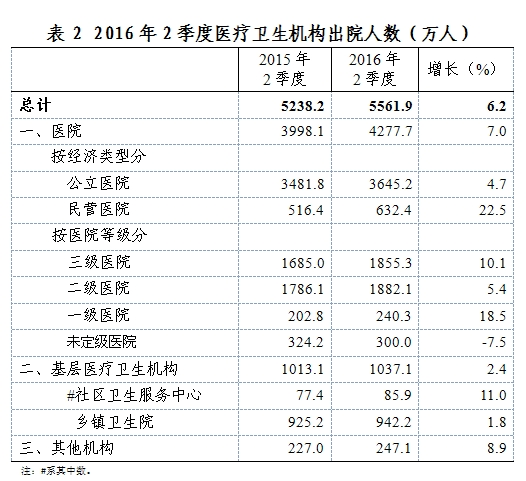 表 2 2016 年 2 季度医疗卫生机构出院人数（万人）
2015 年 2 季度 2016 年 2 季度 增长（%）
总计 5238.2 5561.9 6.2
一、医院 3998.1 4277.7 7.0
按经济类型分
公立医院 3481.8 3645.2 4.7
民营医院 516.4 632.4 22.5
按医院等级分
三级医院 1685.0 1855.3 10.1
二级医院 1786.1 1882.1 5.4
一级医院 202.8 240.3 18.5
未定级医院 324.2 300.0 -7.5
二、基层医疗卫生机构 1013.1 1037.1 2.4
#社区卫生服务中心 77.4 85.9 11.0
乡镇卫生院 925.2 942.2 1.8
三、其他机构 227.0 247.1 8.9
注：#系其中数。